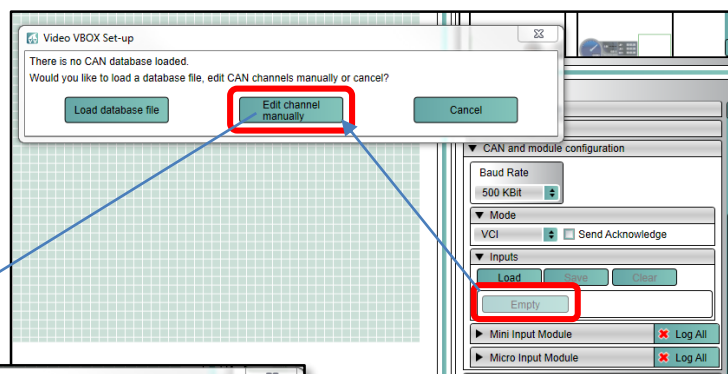 Video VBOX Set-up
There is no CAN database loaded.
Would you like to load a database file, edit CAN channels manually or cancel?
Load database file
Edit channel
manually
Cancel
CAN and module configuration
Baud Rate
500 KBit
Mode
VCI
Send Acknowledge
Inputs
Load
Save
Clear
Empty
Mini Input Module
Log All
Micro Input Module
Log All